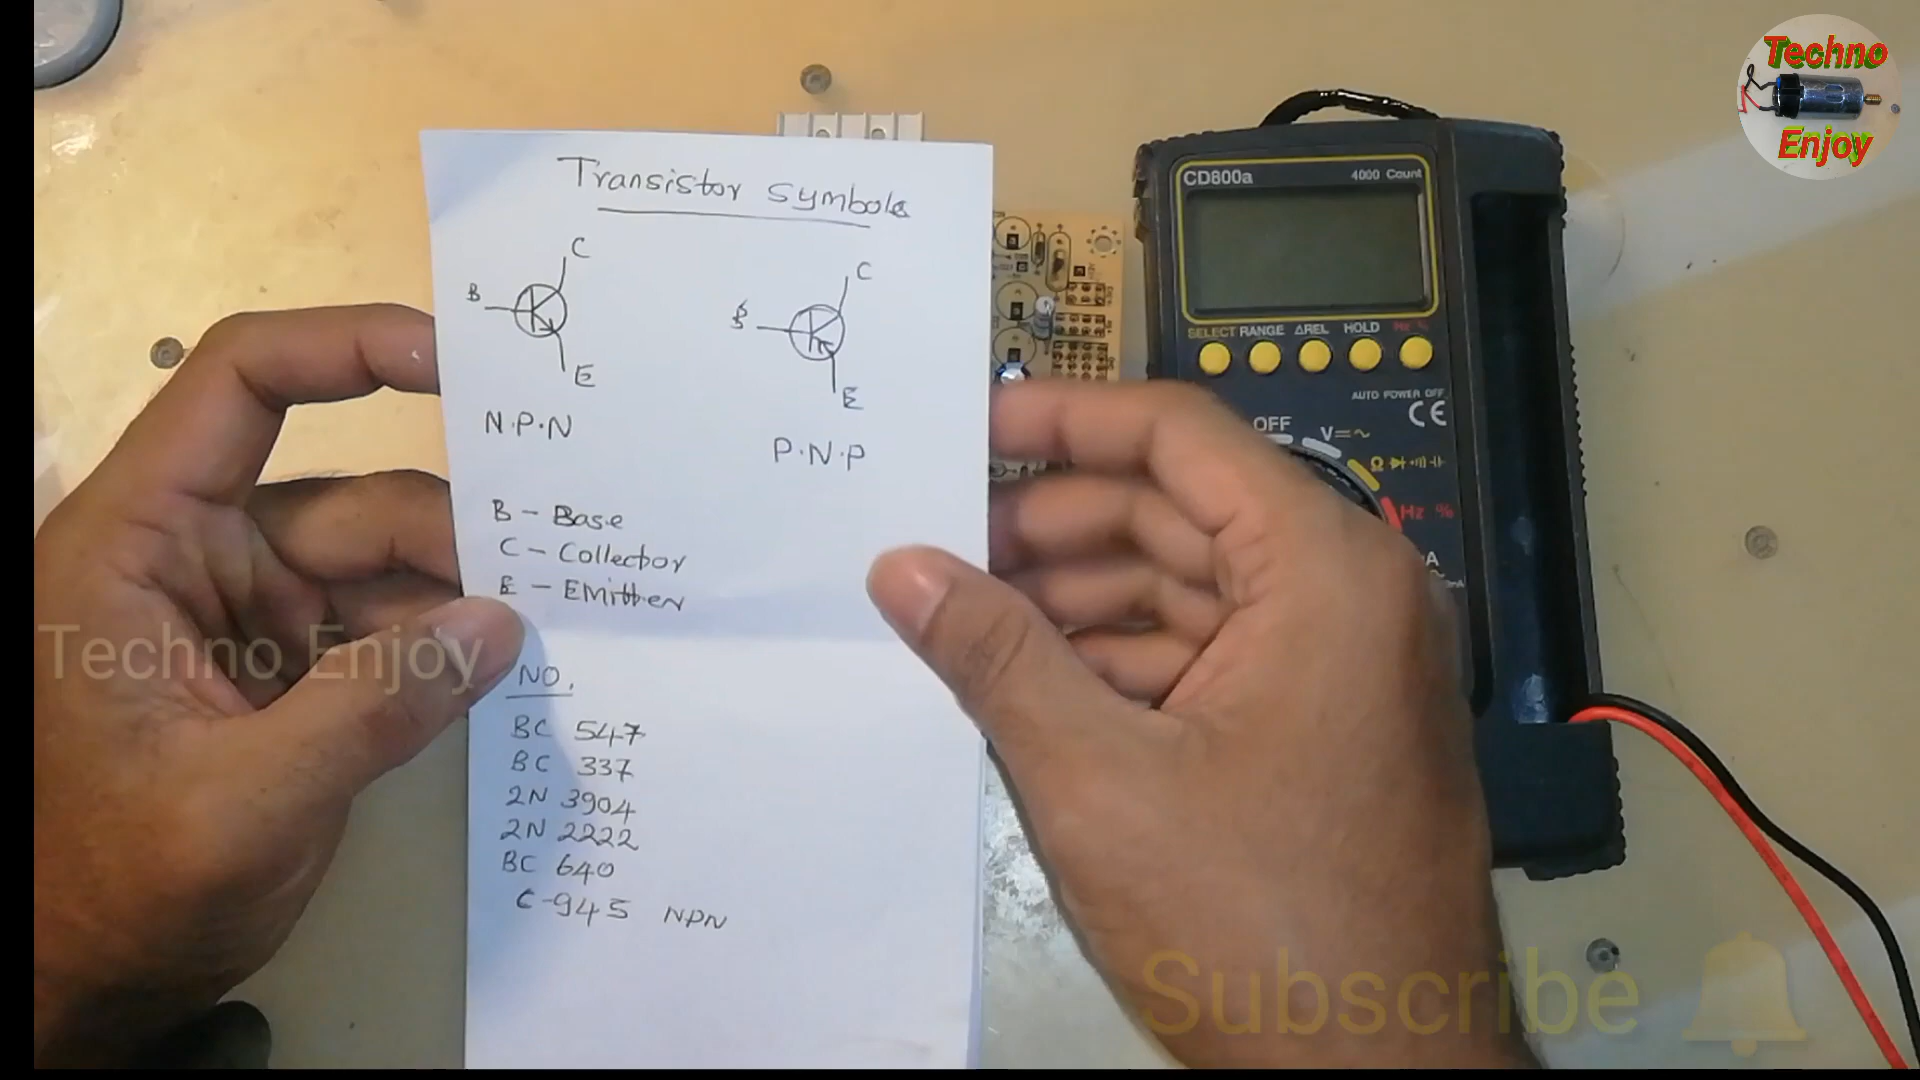 Techno
Enjoy
Transistor Symbols
C
B
E
N.P.N
C
B
E
P.N.P
B - Base
C - Collector
E - Emitter
NO.
BC 547
BC 337
2N 3904
2N 2222
BC 640
C-945 NPN
CD800a 4000 Count
SELECT RANGE ΔREL HOLD Hz %
AUTO POWER OFF
CE
OFF V
Ω
Hz %
A
Techno Enjoy
Subscribe